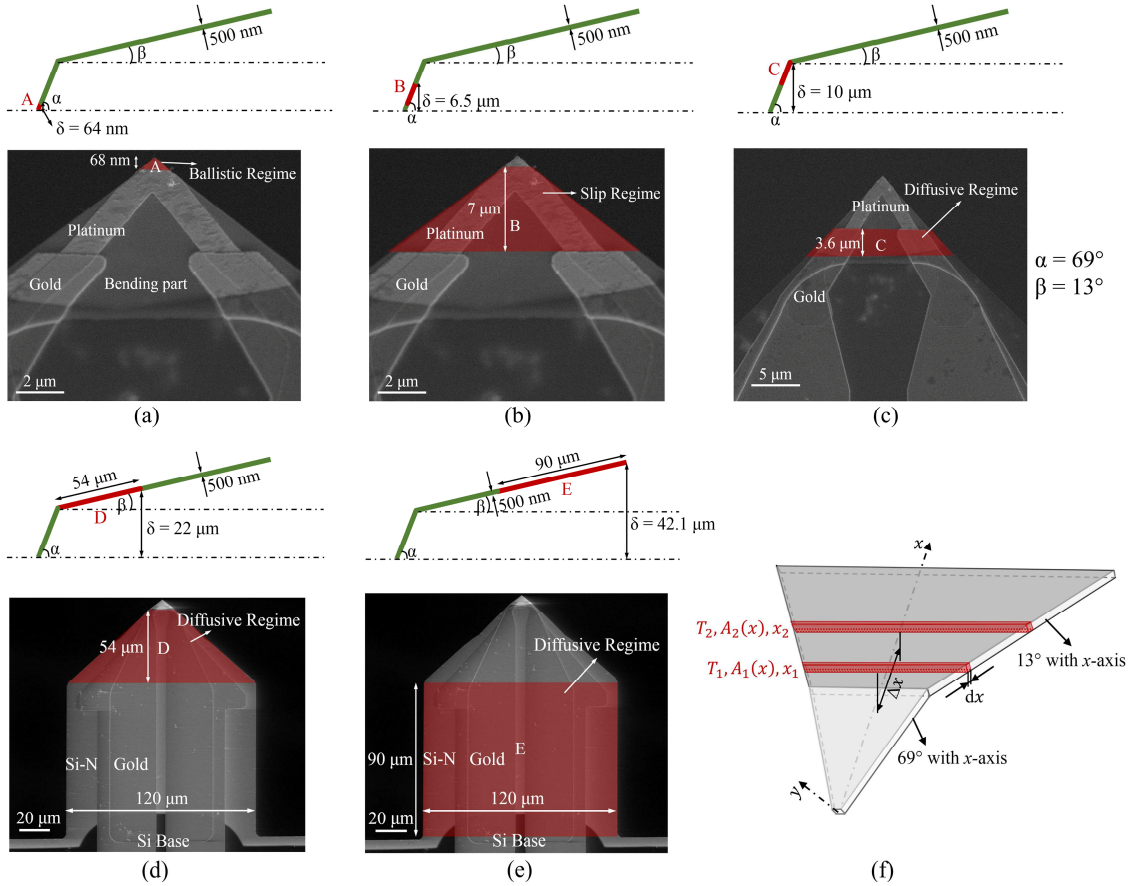 β
500 nm
A
α
δ = 64 nm
68 nm
A
Ballistic Regime
Platinum
Gold
Bending part
2 μm
(a)
β
500 nm
B
δ = 6.5 μm
α
7 μm
Slip Regime
Platinum
B
Gold
2 μm
(b)
β
500 nm
C
δ = 10 μm
α
Diffusive Regime
Platinum
3.6 μm
C
Gold
5 μm
(c)
α = 69°
β = 13°
54 μm
500 nm
β
D
δ = 22 μm
α
Diffusive Regime
54 μm
D
Si-N
Gold
120 μm
20 μm
Si Base
(d)
90 μm
E
β
500 nm
δ = 42.1 μm
α
Diffusive Regime
Si-N
Gold
E
90 μm
120 μm
20 μm
Si Base
(e)
x
T₂, A₂(x), x₂
13° with x-axis
T₁, A₁(x), x₁
Δx
dx
69° with x-axis
y
(f)